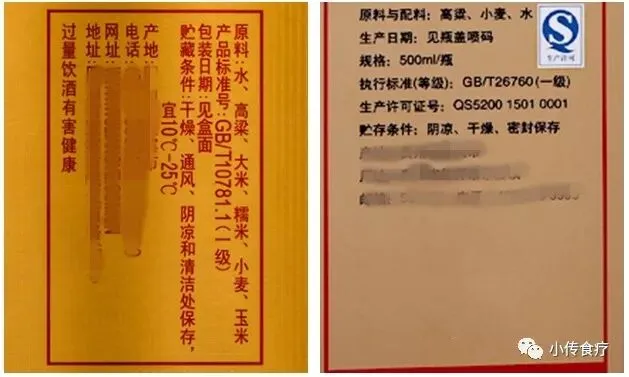 原料:水、高粱、大米、糯米、小麦、玉米
产品标准号:GB/T10781.1(Ⅰ级)
包装日期:见盒面
贮藏条件:干燥、通风、阴凉和清洁处保存,
宜10℃-25℃
产地:
电话:
网址:
地址:
过量饮酒有害健康
原料与配料: 高粱、小麦、水
生产日期: 见瓶盖喷码
规格: 500ml/瓶
执行标准(等级): GB/T26760(一级)
生产许可证号: QS5200 1501 0001
贮存条件: 阴凉、干燥、密封保存
生产许可
小传食疗